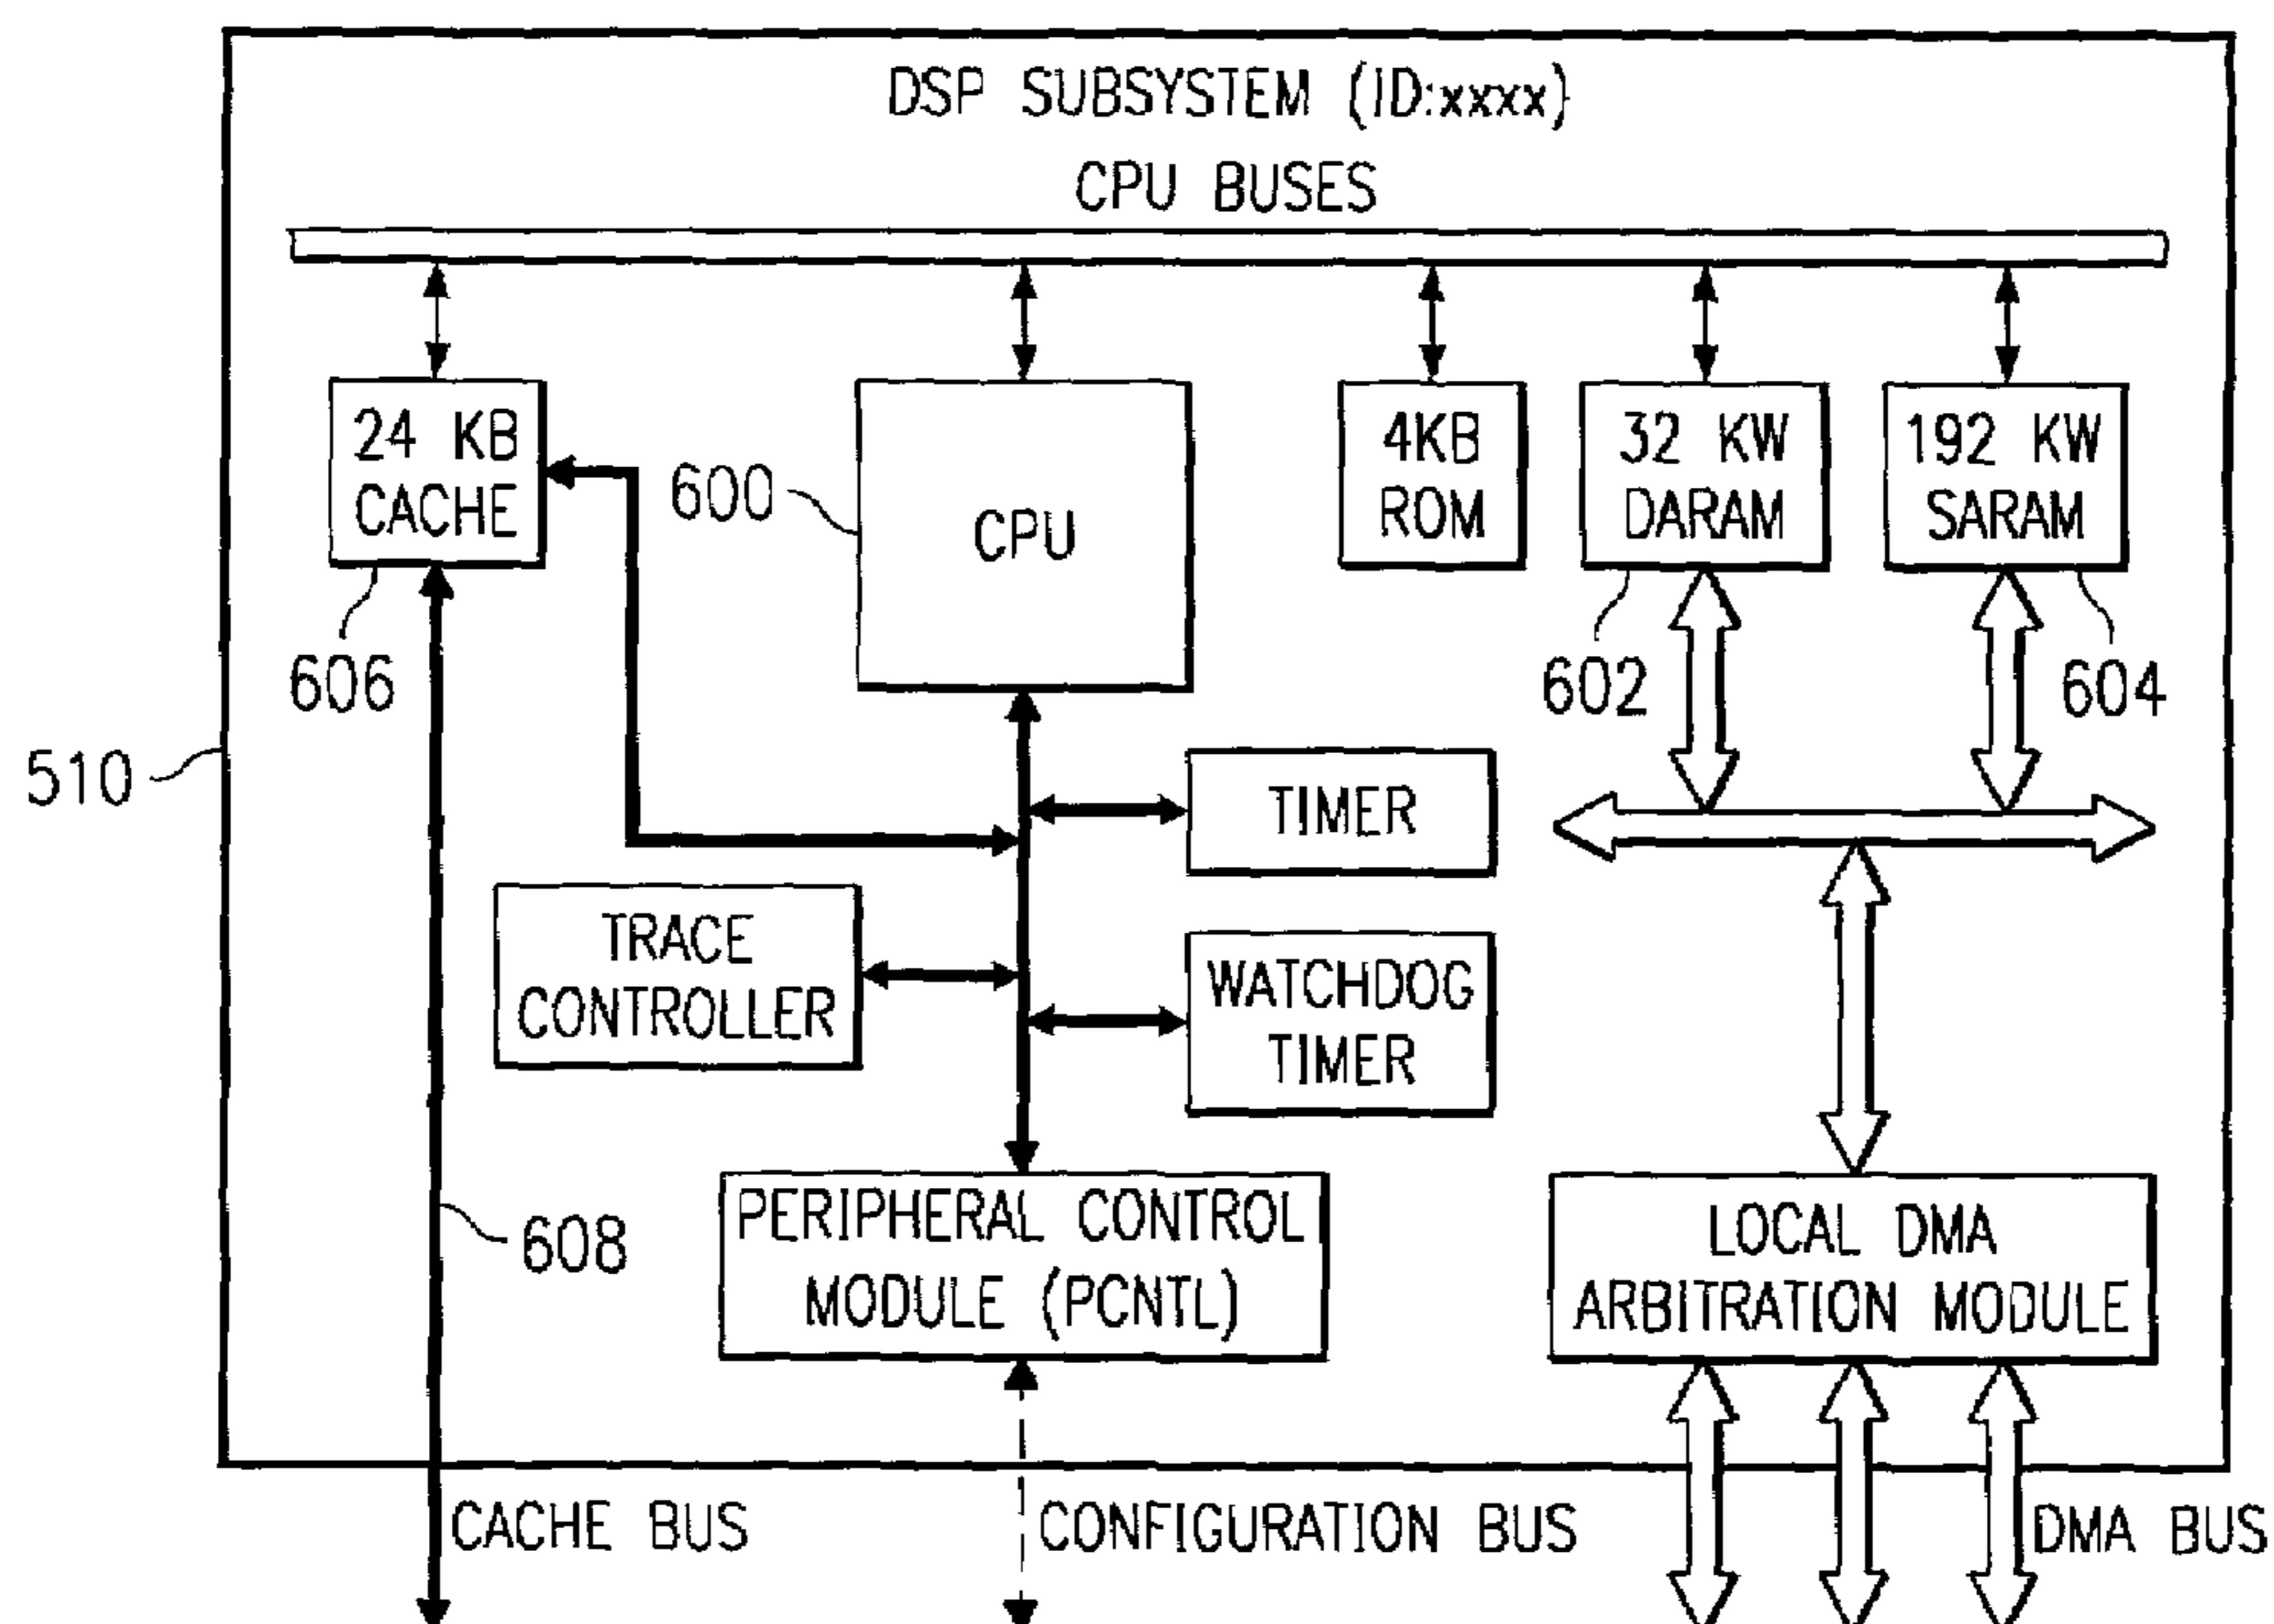 DSP SUBSYSTEM (ID:xxxx)
CPU BUSES
24 KB
CACHE
600
CPU
4KB
ROM
32 KW
DARAM
192 KW
SARAM
606
602
604
510
TIMER
TRACE
CONTROLLER
WATCHDOG
TIMER
608
PERIPHERAL CONTROL
MODULE (PCNTL)
LOCAL DMA
ARBITRATION MODULE
CACHE BUS
CONFIGURATION BUS
DMA BUS